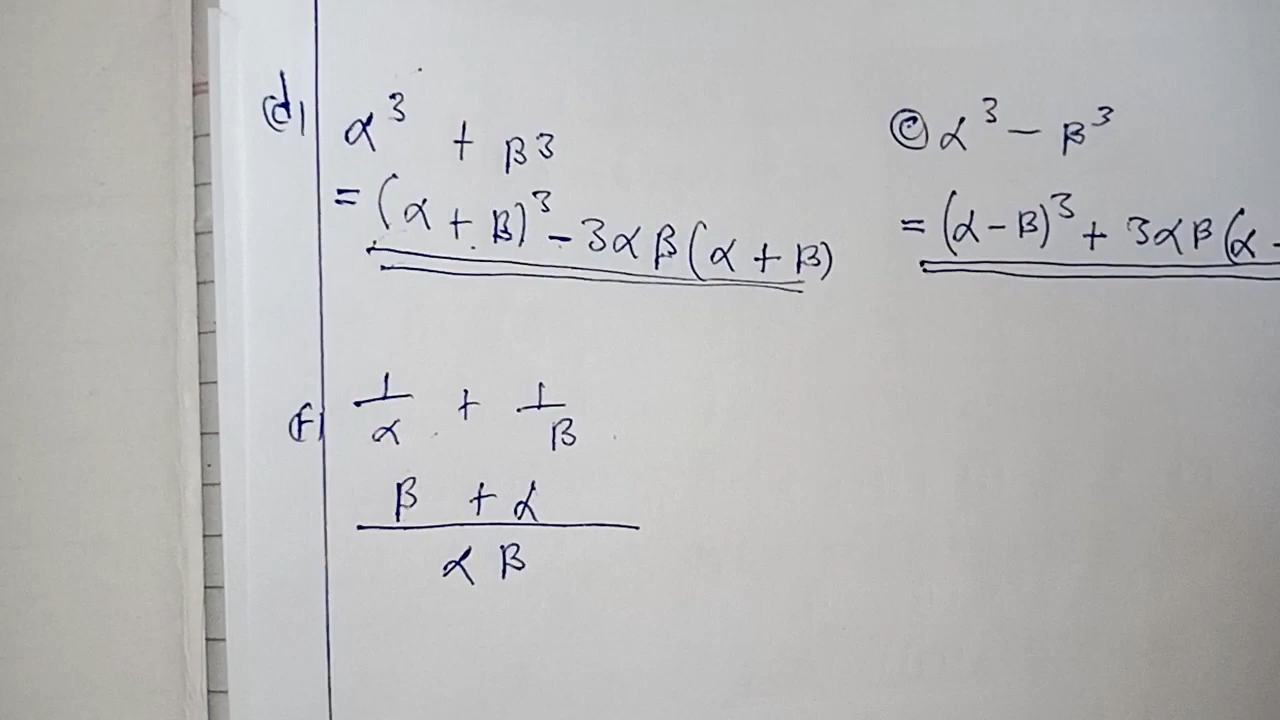 (d) α³ + β³
= (α + β)³ - 3αβ(α + β)
(e) α³ - β³
= (α - β)³ + 3αβ(α -
(f) 1/α + 1/β
β + α / αβ